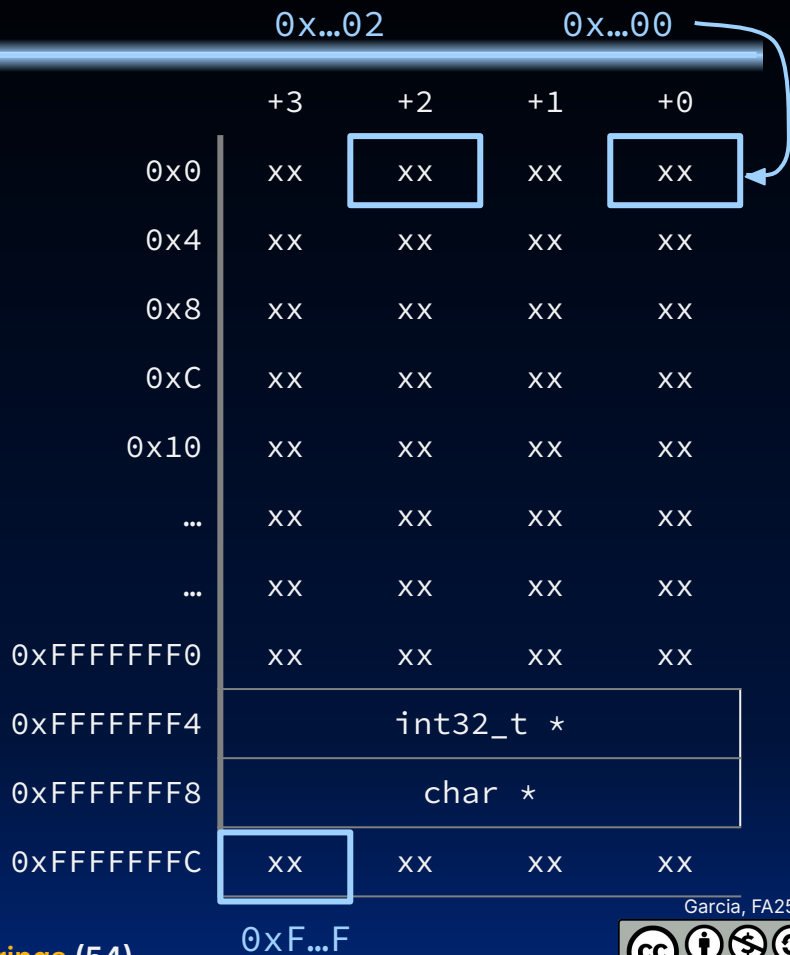 0x…02 0x…00
+3 +2 +1 +0
0x0 xx xx xx xx
0x4 xx xx xx xx
0x8 xx xx xx xx
0xC xx xx xx xx
0x10 xx xx xx xx
… xx xx xx xx
… xx xx xx xx
0xFFFFFFF0 xx xx xx xx
0xFFFFFFF4 int32_t *
0xFFFFFFF8 char *
0xFFFFFFFC xx xx xx xx
Garcia, FA25
0xF…F
(54)
cc